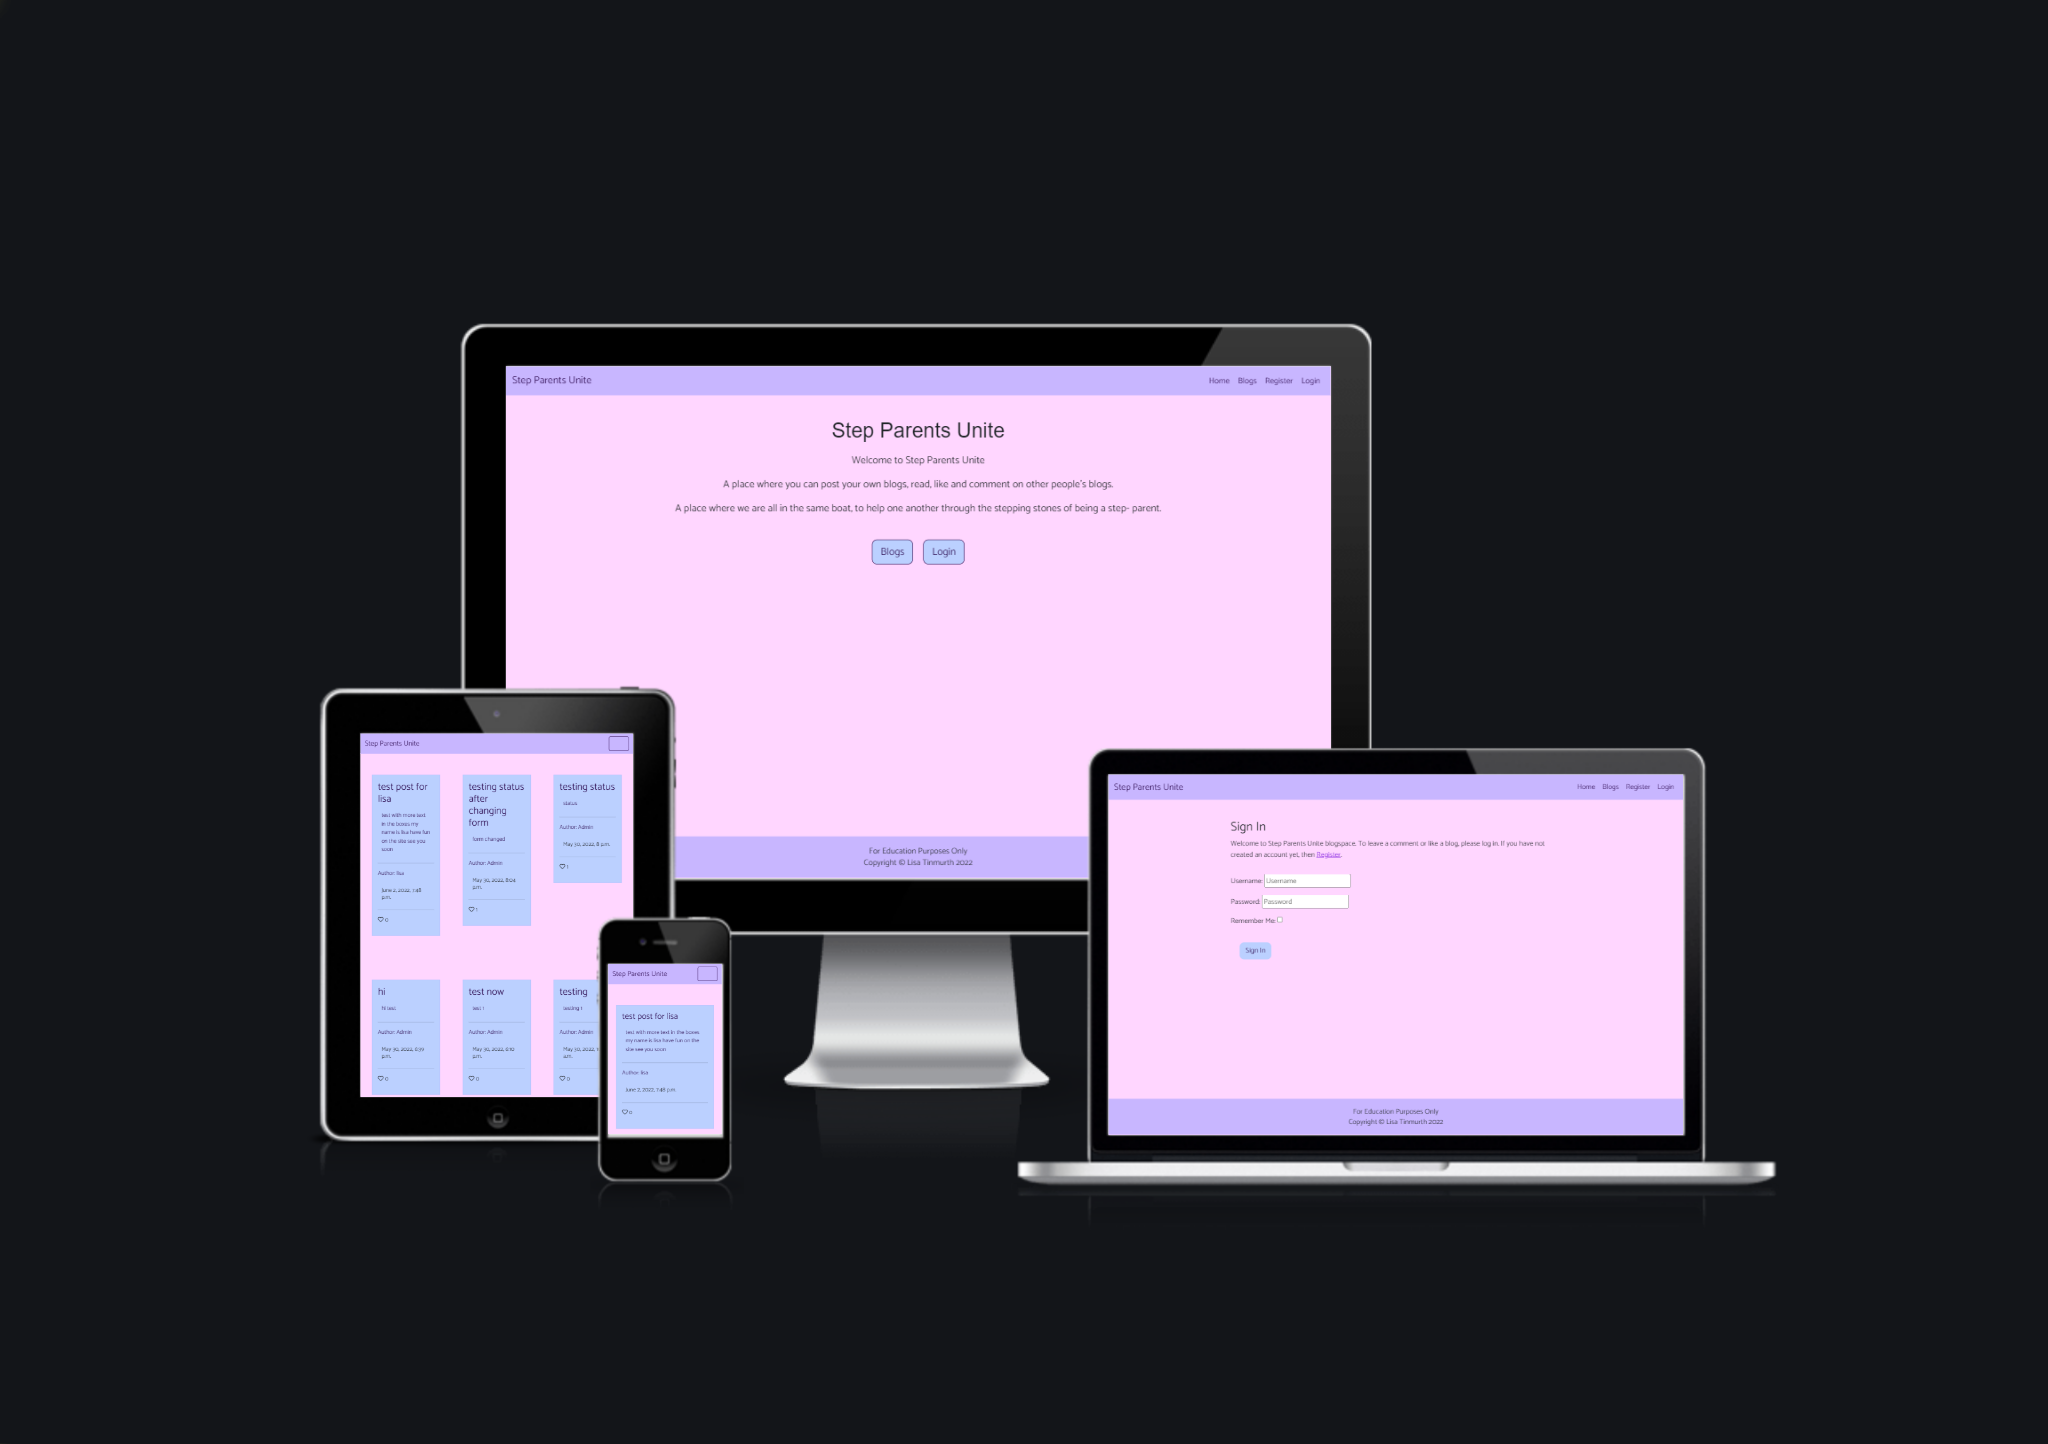 Step Parents Unite
Home Blogs Register Login
Step Parents Unite
Welcome to Step Parents Unite
A place where you can post your own blogs, read, like and comment on other people's blogs.
A place where we are all in the same boat, to help one another through the stepping stones of being a step- parent.
Blogs Login
For Education Purposes Only
Copyright © Lisa Tinmurth 2022
Step Parents Unite
test post for
lisa
test with more text
in the boxes my
name is lisa have fun
on the site see you
soon
Author: lisa
June 2, 2022, 7:48
p.m.
0
testing status
after
changing
form
form changed
Author: Admin
May 30, 2022, 8:04
p.m.
1
testing status
status
Author: Admin
May 30, 2022, 8 p.m.
1
hi
hi test
Author: Admin
May 30, 2022, 6:39
p.m.
0
test now
test 1
Author: Admin
May 30, 2022, 6:10
p.m.
0
testing
testing 1
Author: Admin
May 30, 2022,
a.m.
0
Step Parents Unite
test post for lisa
test with more text in the boxes
my name is lisa have fun on the
site see you soon
Author: lisa
June 2, 2022, 7:48 p.m.
0
Step Parents Unite
Home Blogs Register Login
Sign In
Welcome to Step Parents Unite blogspace. To leave a comment or like a blog, please log in. If you have not
created an account yet, then Register.
Username: Username
Password: Password
Remember Me:
Sign In
For Education Purposes Only
Copyright © Lisa Tinmurth 2022